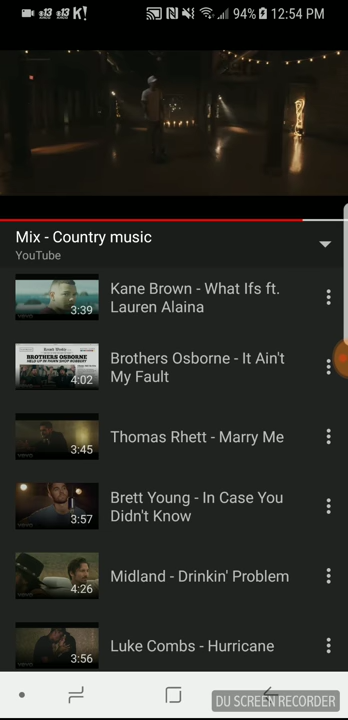 13 13 K! N 94% 12:54 PM
Mix - Country music
YouTube
Kane Brown - What Ifs ft.
Lauren Alaina
3:39
Brothers Osborne - It Ain't
My Fault
BROTHERS OSBORNE
4:02
Thomas Rhett - Marry Me
3:45
Brett Young - In Case You
Didn't Know
3:57
Midland - Drinkin' Problem
4:26
Luke Combs - Hurricane
3:56
DU SCREEN RECORDER